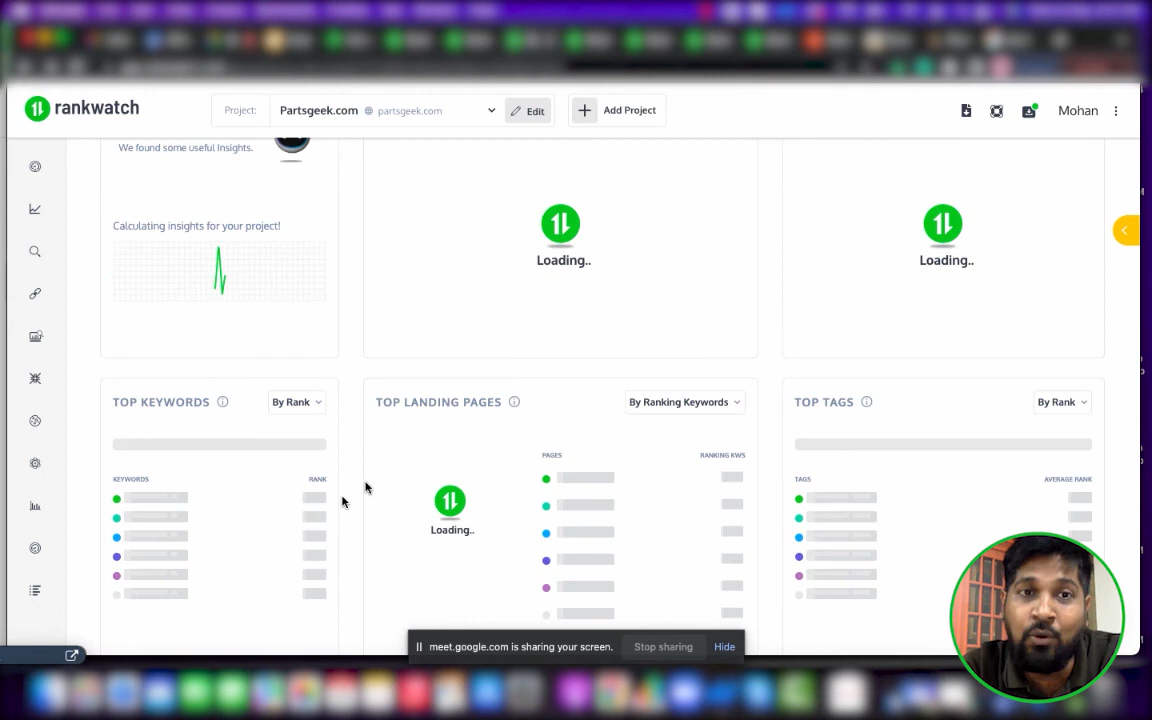 rankwatch
Project: Partsgeek.com partsgeek.com Edit Add Project Mohan
We found some useful Insights.
Calculating insights for your project!
Loading..
Loading..
TOP KEYWORDS By Rank
KEYWORDS RANK
TOP LANDING PAGES By Ranking Keywords
PAGES RANKING KWS
Loading..
TOP TAGS By Rank
TAGS AVERAGE RANK
meet.google.com is sharing your screen. Stop sharing Hide